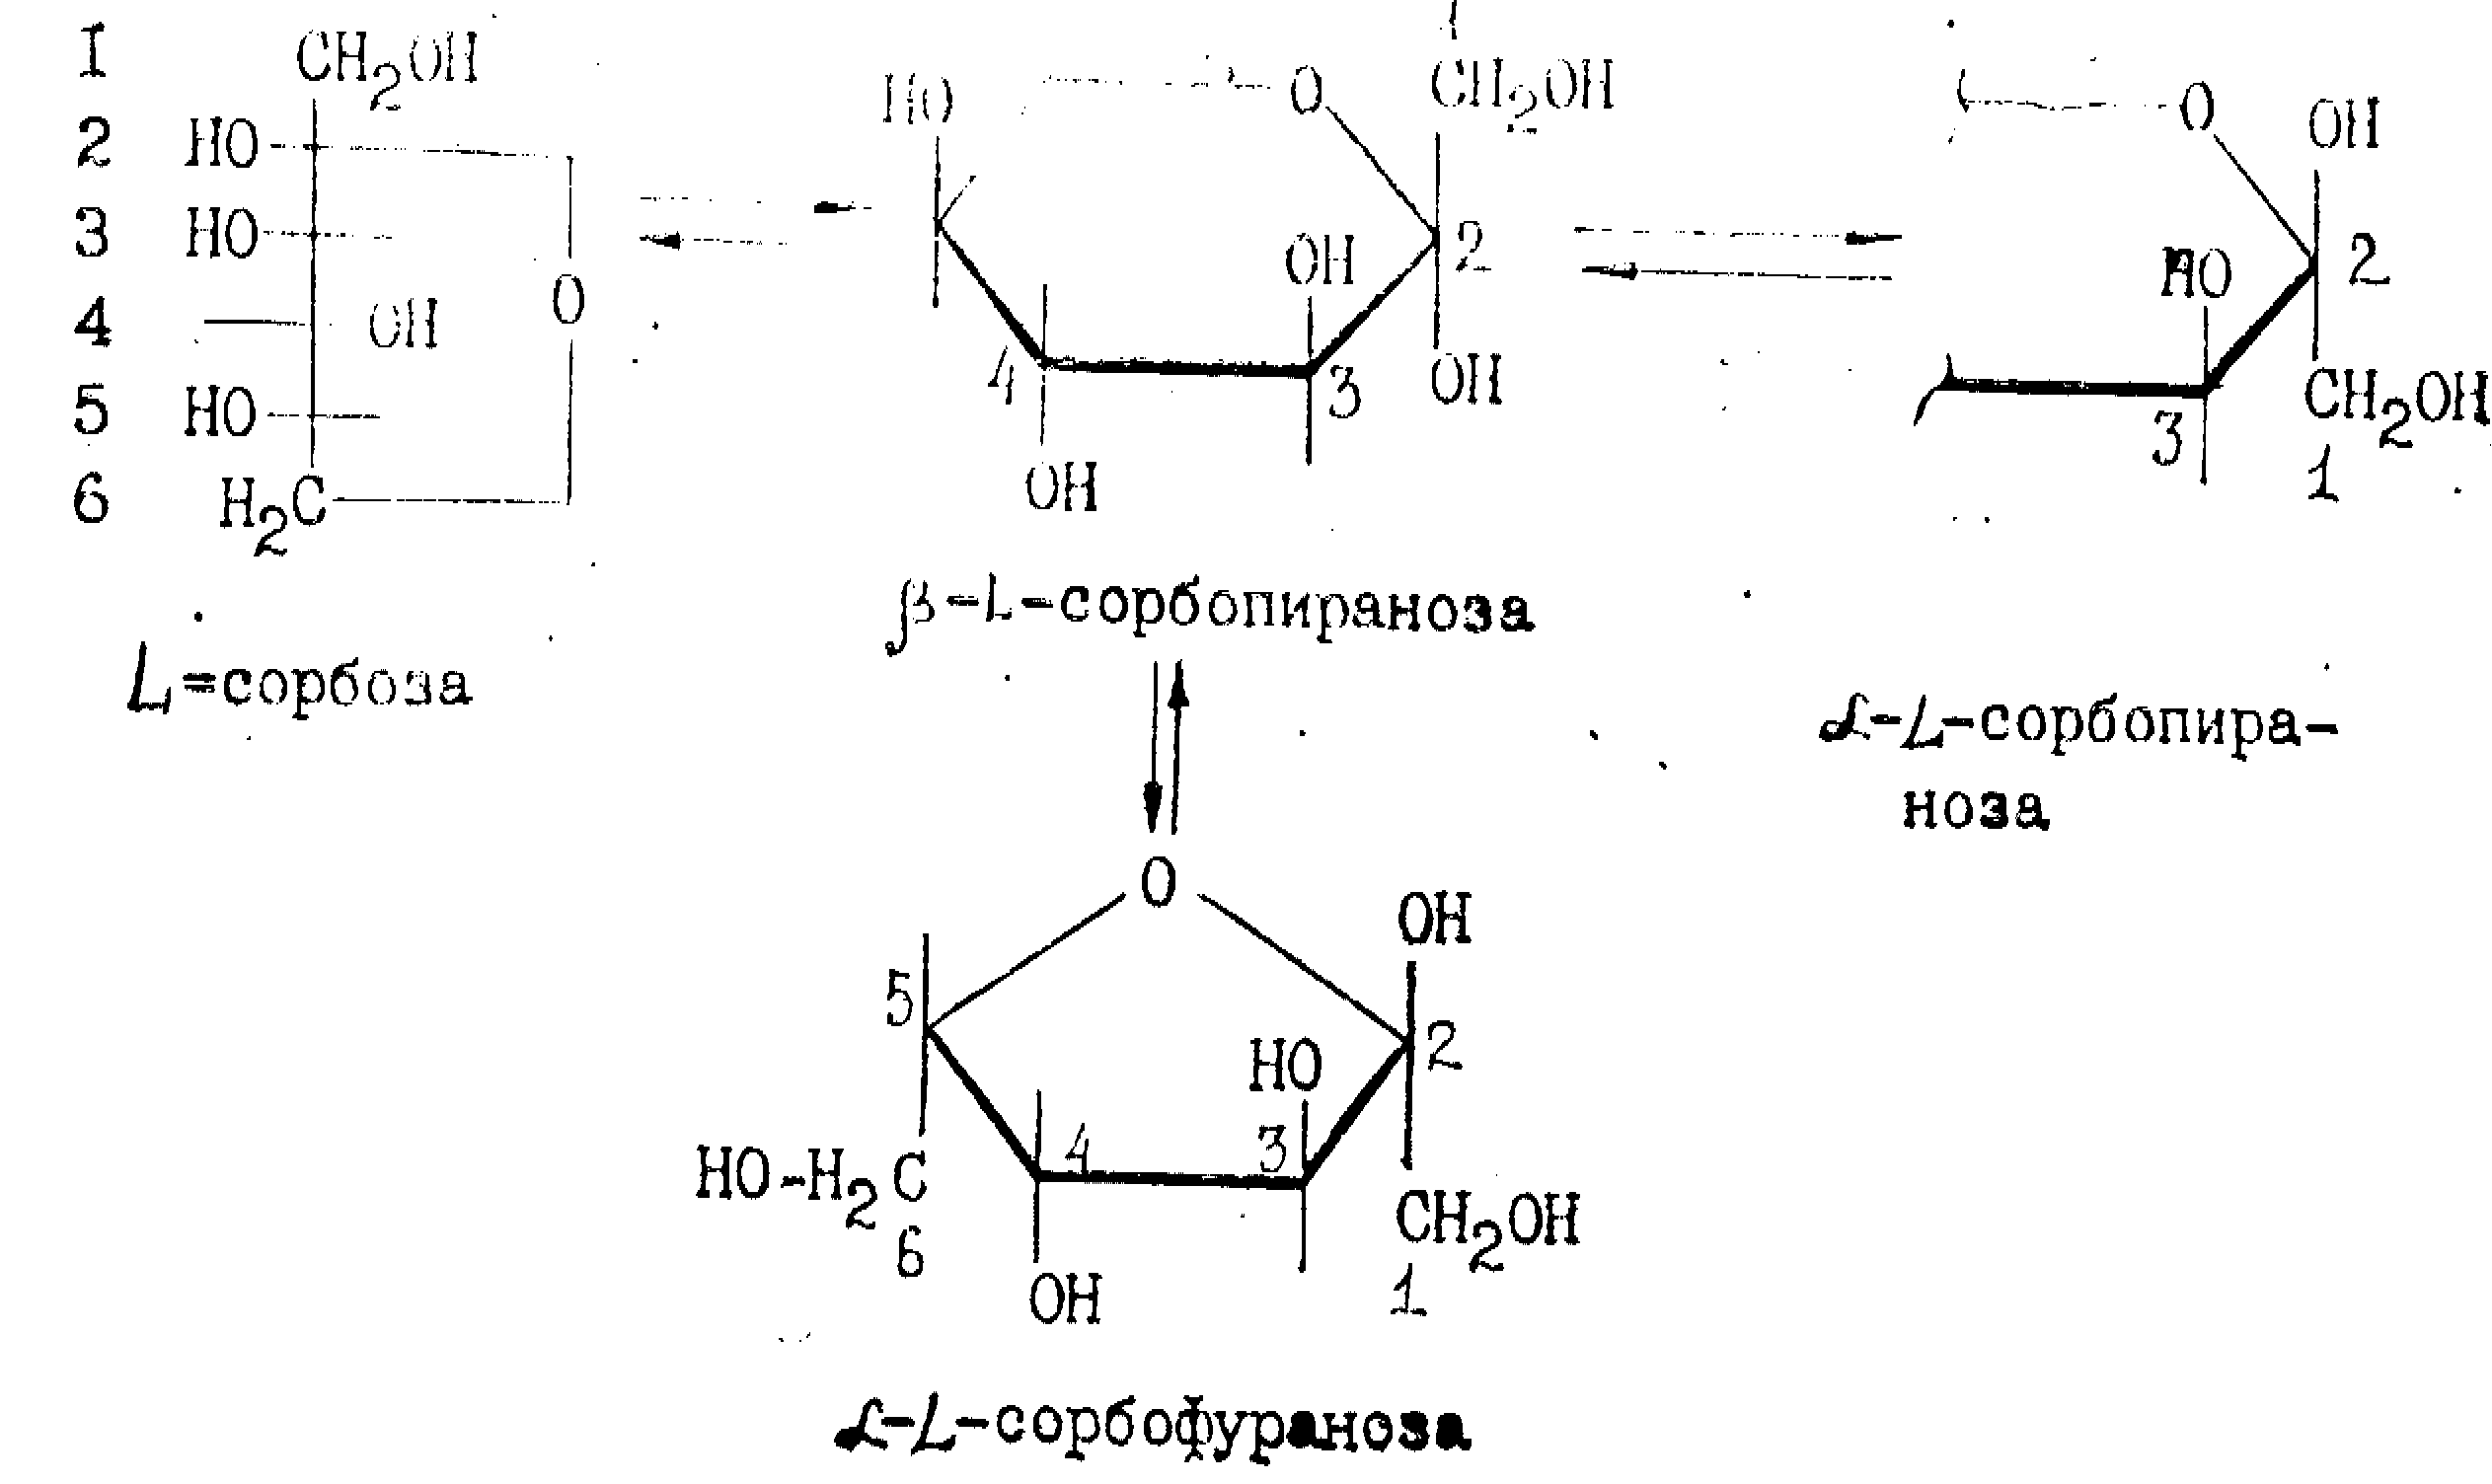 I CH2OH
2 HO
3 HO
4 OH O
5 HO
6 H2C
L=сорбоза
HO O CH2OH
OH 2
4 3 OH
OH
β-L-сорбопираноза
O OH
HO 2
3 CH2OH
1
α-L-сорбопира-
ноза
O
OH
5
HO 2
4 3
HO-H2C
6 CH2OH
OH 1
α-L-сорбофураноза